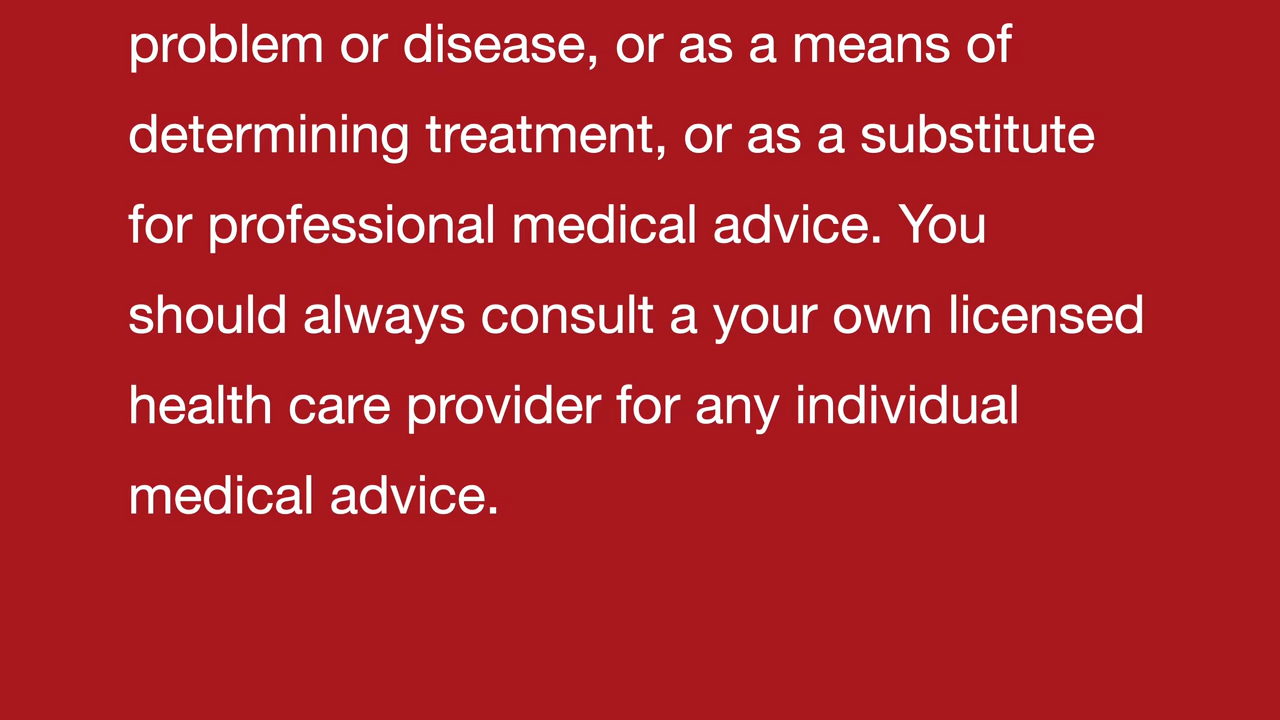 problem or disease, or as a means of
determining treatment, or as a substitute
for professional medical advice. You
should always consult a your own licensed
health care provider for any individual
medical advice.